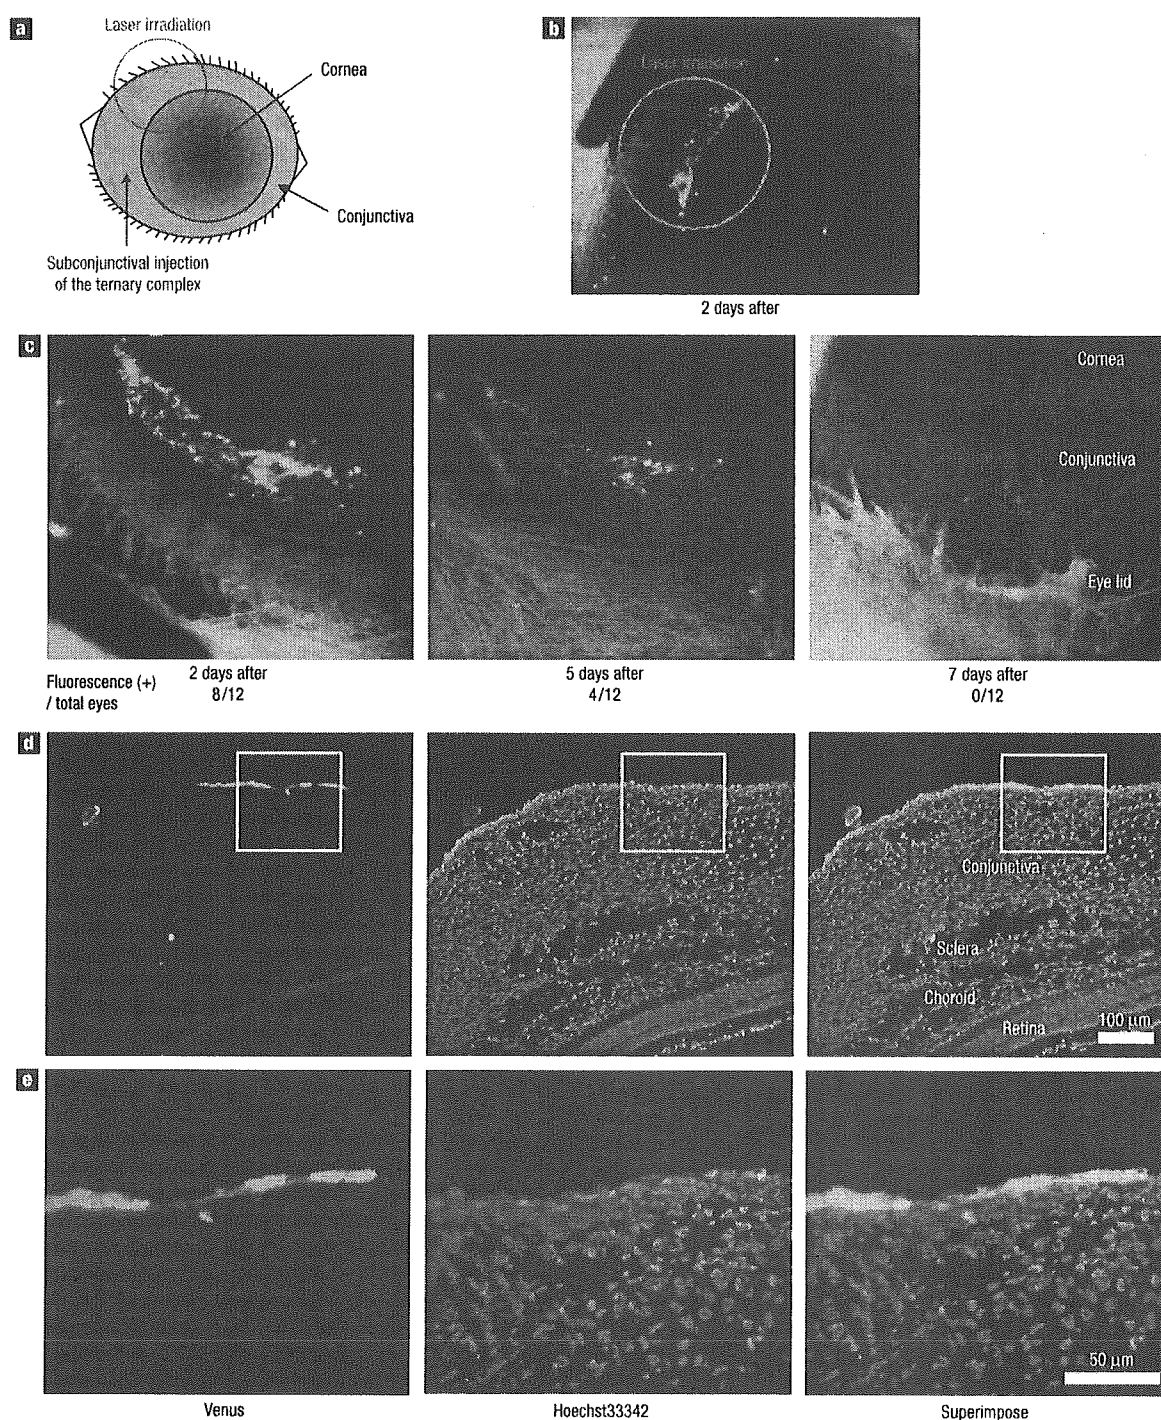 a
Laser irradiation
Cornea
Conjunctiva
Subconjunctival injection
of the ternary complex
b
Laser irradiation
2 days after
c
Cornea
Conjunctiva
Eye lid
2 days after
5 days after
7 days after
Fluorescence (+)
/ total eyes
8/12
4/12
0/12
d
Conjunctiva
Sclera
Choroid
Retina
100 µm
e
50 µm
Venus
Hoechst33342
Superimpose